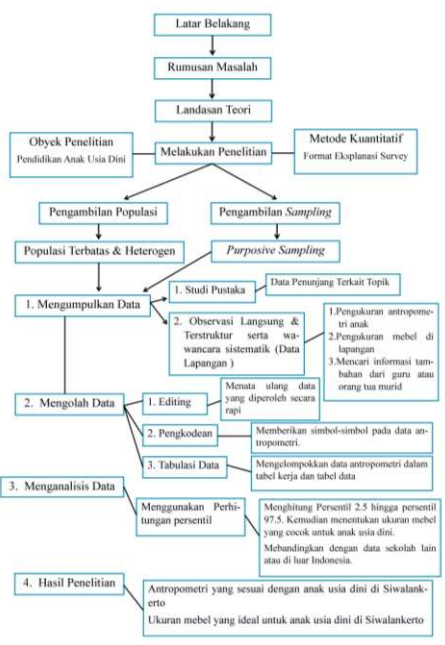 Latar Belakang
Rumusan Masalah
Landasan Teori
Obyek Penelitian
Pendidikan Anak Usia Dini
Melakukan Penelitian
Metode Kuantitatif
Format Eksplanasi Survey
Pengambilan Populasi
Pengambilan Sampling
Populasi Terbatas & Heterogen
Purposive Sampling
1. Mengumpulkan Data
1. Studi Pustaka
Data Penunjang Terkait Topik
2. Observasi Langsung &
Terstruktur serta wa-
wancara sistematik (Data
Lapangan )
1.Pengukuran antropome-
tri anak
2.Pengukuran mebel di
lapangan
3.Mencari informasi tam-
bahan dari guru atau
orang tua murid
2. Mengolah Data
1. Editing
Menata ulang data
yang diperoleh secara
rapi
2. Pengkodean
Memberikan simbol-simbol pada data an-
tropometri.
3. Tabulasi Data
Mengelompokkan data antropometri dalam
tabel kerja dan tabel data
3. Menganalisis Data
Menggunakan Perhi-
tungan persentil
Menghitung Persentil 2.5 hingga persentil
97.5. Kemudian menentukan ukuran mebel
yang cocok untuk anak usia dini.
Mebandingkan dengan data sekolah lain
atau di luar Indonesia.
4. Hasil Penelitian
Antropometri yang sesuai dengan anak usia dini di Siwalank-
erto
Ukuran mebel yang ideal untuk anak usia dini di Siwalankerto